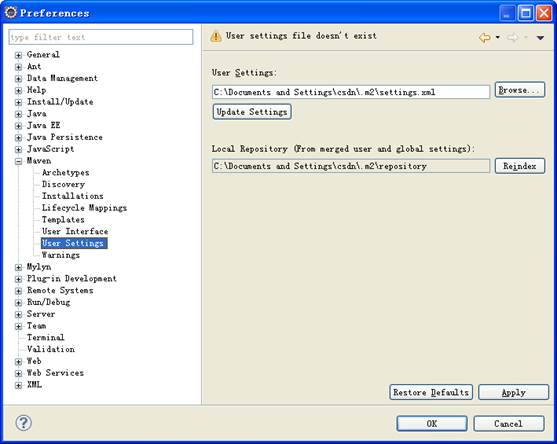 Preferences
type filter text
User settings file doesn't exist
General
Ant
Data Management
Help
Install/Update
Java
Java EE
Java Persistence
JavaScript
Maven
Archetypes
Discovery
Installations
Lifecycle Mappings
Templates
User Interface
User Settings
Warnings
Mylyn
Plug-in Development
Remote Systems
Run/Debug
Server
Team
Terminal
Validation
Web
Web Services
XML
User Settings:
C:\Documents and Settings\csdn\.m2\settings.xml
Browse...
Update Settings
Local Repository (From merged user and global settings):
C:\Documents and Settings\csdn\.m2\repository
Reindex
Restore Defaults
Apply
OK
Cancel